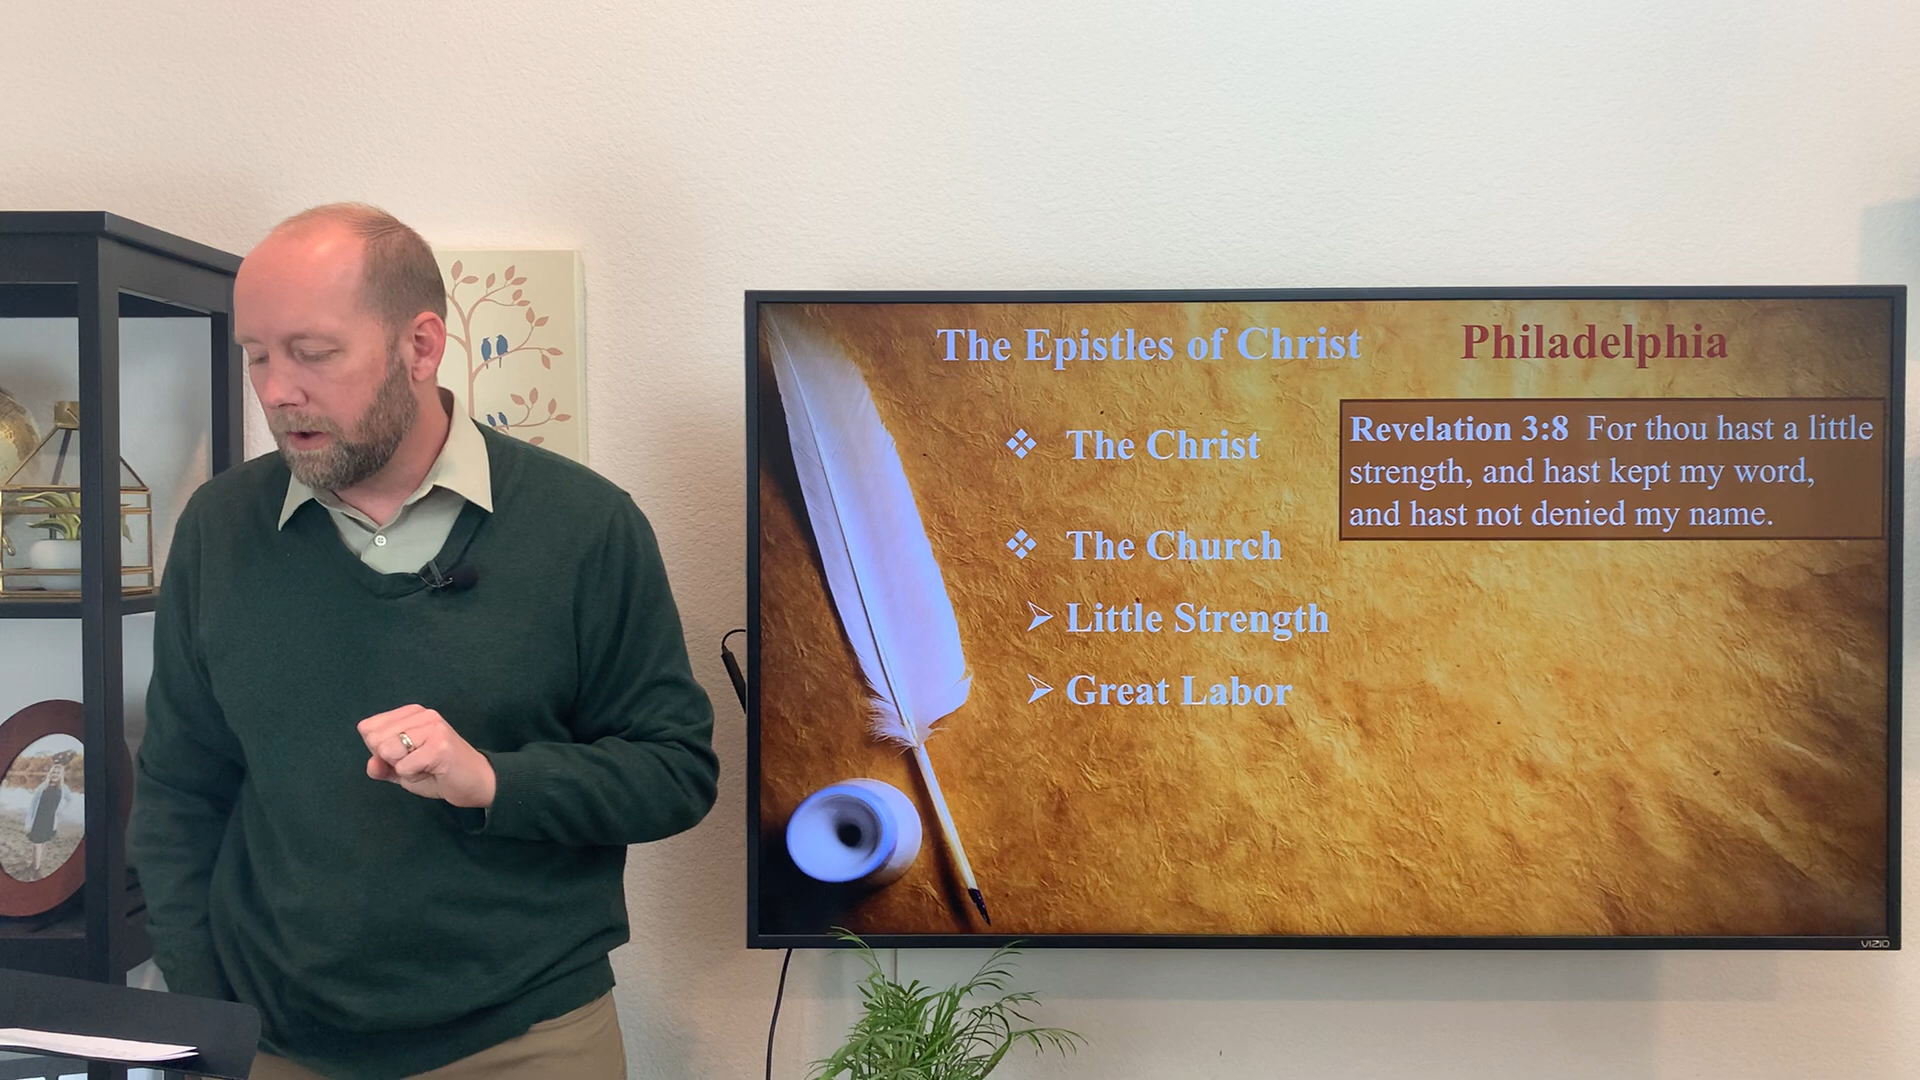 The Epistles of Christ
Philadelphia
The Christ
Revelation 3:8 For thou hast a little
strength, and hast kept my word,
and hast not denied my name.
The Church
Little Strength
Great Labor
VIZIO